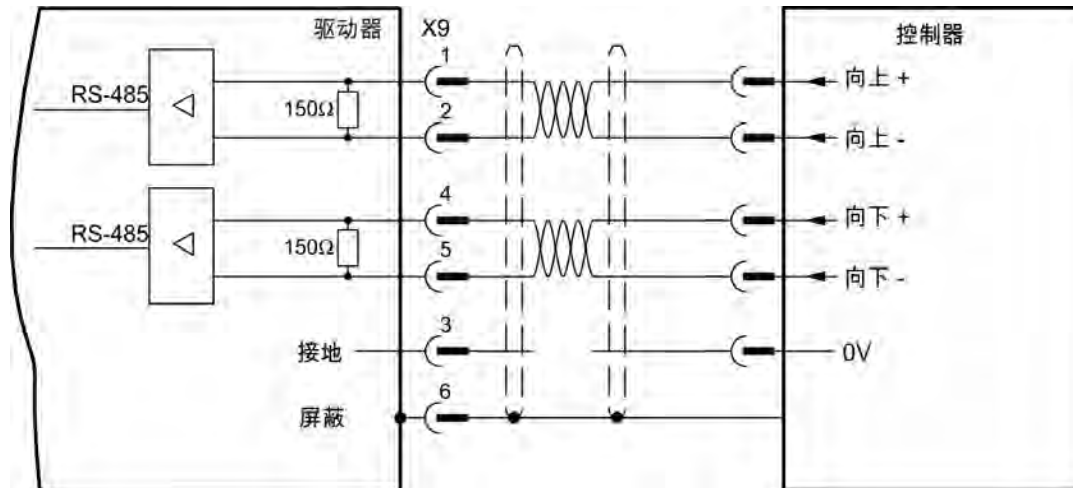 驱动器 X9 控制器
1 向上 +
RS-485 150Ω
2 向上 -
4 向下 +
RS-485 150Ω
5 向下 -
接地 3 0V
屏蔽 6